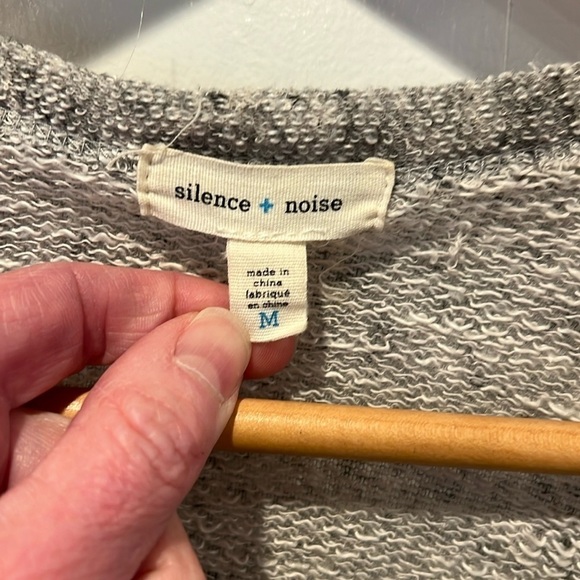 silence + noise
made in
china
fabriqué
en chine
M